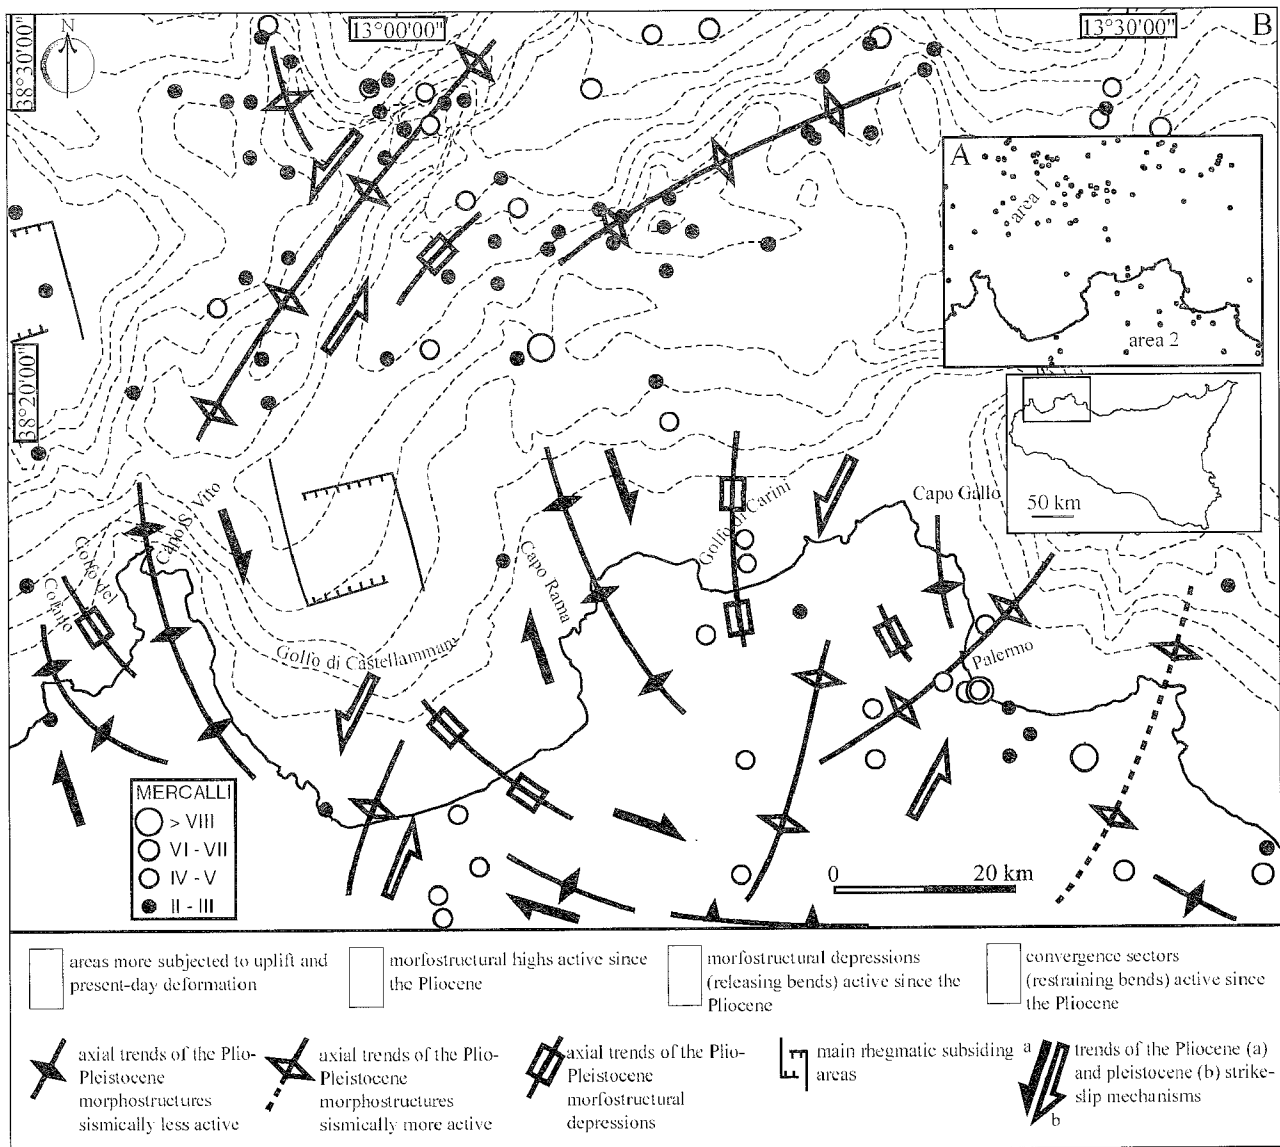 N
13°00'00"
13°30'00"
B
38°30'00"
38°20'00"
A
area 1
area 2
50 km
Capo S. Vito
Golfo del
Cofano
Golfo di Castellammare
Capo Rama
Golfo di Carini
Capo Gallo
Palermo
MERCALLI
> VIII
VI - VII
IV - V
II - III
0 20 km
areas more subjected to uplift and
present-day deformation
morfostructural highs active since
the Pliocene
morfostructural depressions
(releasing bends) active since the
Pliocene
convergence sectors
(restraining bends) active since
the Pliocene
axial trends of the Plio-
Pleistocene
morphostructures
sismically less active
axial trends of the Plio-
Pleistocene
morphostructures
sismically more active
axial trends of the Plio-
Pleistocene
morfostructural
depressions
main rhegmatic subsiding
areas
a
b
trends of the Pliocene (a)
and pleistocene (b) strike-
slip mechanisms